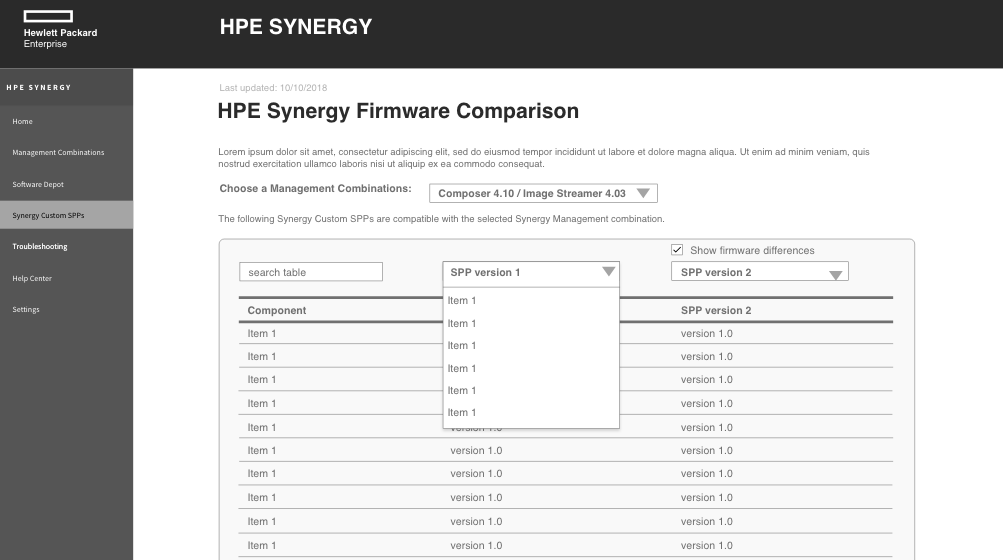 Hewlett Packard
Enterprise
HPE SYNERGY
HPE SYNERGY
Home
Management Combinations
Software Depot
Synergy Custom SPPs
Troubleshooting
Help Center
Settings
Last updated: 10/10/2018
HPE Synergy Firmware Comparison
Lorem ipsum dolor sit amet, consectetur adipiscing elit, sed do eiusmod tempor incididunt ut labore et dolore magna aliqua. Ut enim ad minim veniam, quis
nostrud exercitation ullamco laboris nisi ut aliquip ex ea commodo consequat.
Choose a Management Combinations: Composer 4.10 / Image Streamer 4.03
The following Synergy Custom SPPs are compatible with the selected Synergy Management combination.
Show firmware differences
search table SPP version 1 SPP version 2
Item 1
Item 1
Item 1
Item 1
Item 1
Item 1
Component SPP version 2
Item 1 version 1.0
Item 1 version 1.0
Item 1 version 1.0
Item 1 version 1.0
Item 1 version 1.0 version 1.0
Item 1 version 1.0 version 1.0
Item 1 version 1.0 version 1.0
Item 1 version 1.0 version 1.0
Item 1 version 1.0 version 1.0
Item 1 version 1.0 version 1.0